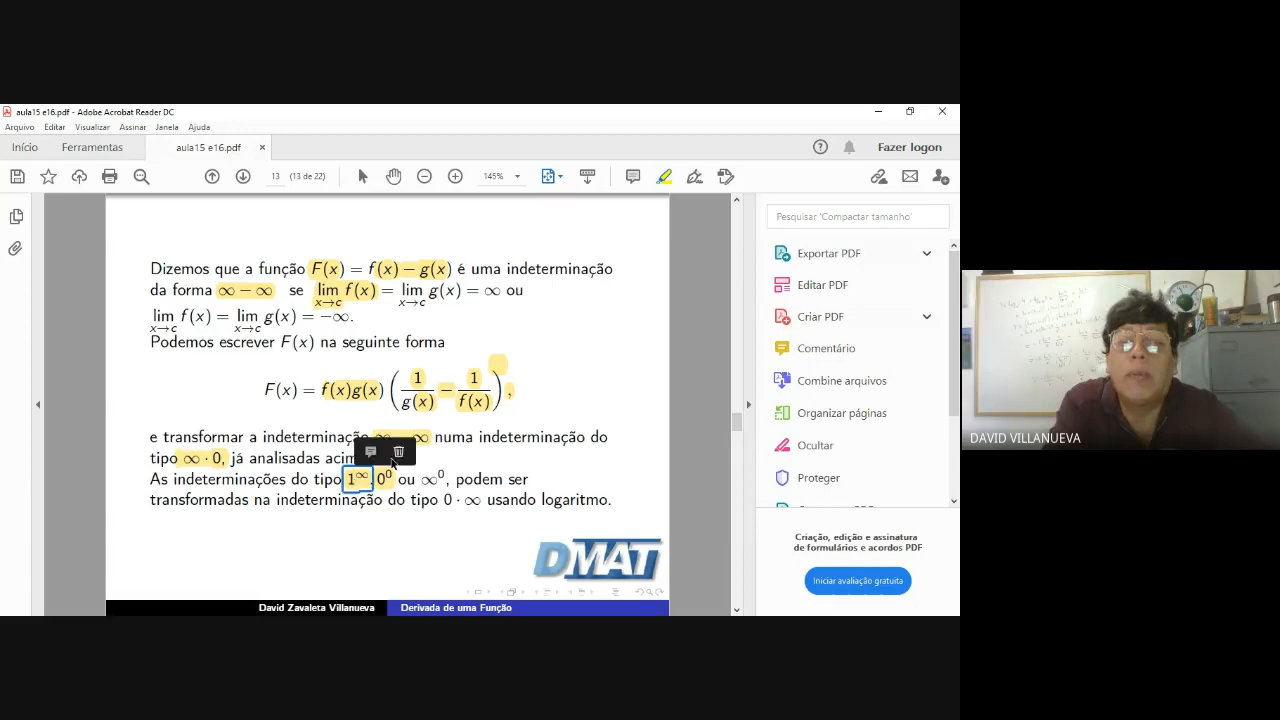 aula15 e16.pdf - Adobe Acrobat Reader DC
Arquivo Editar Visualizar Assinar Janela Ajuda
Início Ferramentas aula15 e16.pdf × Fazer logon
13 (13 de 22) 145%
Dizemos que a função F(x) = f(x) − g(x) é uma indeterminação
da forma ∞ − ∞ se lim x→c f(x) = lim x→c g(x) = ∞ ou
lim x→c f(x) = lim x→c g(x) = −∞.
Podemos escrever F(x) na seguinte forma
F(x) = f(x)g(x) ( 1/g(x) − 1/f(x) ),
e transformar a indeterminação ∞ − ∞ numa indeterminação do
tipo ∞ · 0, já analisadas acim
As indeterminações do tipo 1^∞, 0^0 ou ∞^0, podem ser
transformadas na indeterminação do tipo 0 · ∞ usando logaritmo.
DMAT
David Zavaleta Villanueva Derivada de uma Função
Pesquisar 'Compactar tamanho'
Exportar PDF
Editar PDF
Criar PDF
Comentário
Combine arquivos
Organizar páginas
Ocultar
Proteger
Criação, edição e assinatura
de formulários e acordos PDF
Iniciar avaliação gratuita
DAVID VILLANUEVA